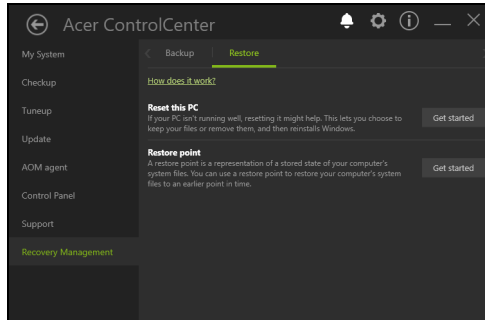 Acer ControlCenter
My System
Checkup
Tuneup
Update
AOM agent
Control Panel
Support
Recovery Management
Backup
Restore
How does it work?
Reset this PC
If your PC isn't running well, resetting it might help. This lets you choose to
keep your files or remove them, and then reinstalls Windows.
Get started
Restore point
A restore point is a representation of a stored state of your computer's
system files. You can use a restore point to restore your computer's system
files to an earlier point in time.
Get started